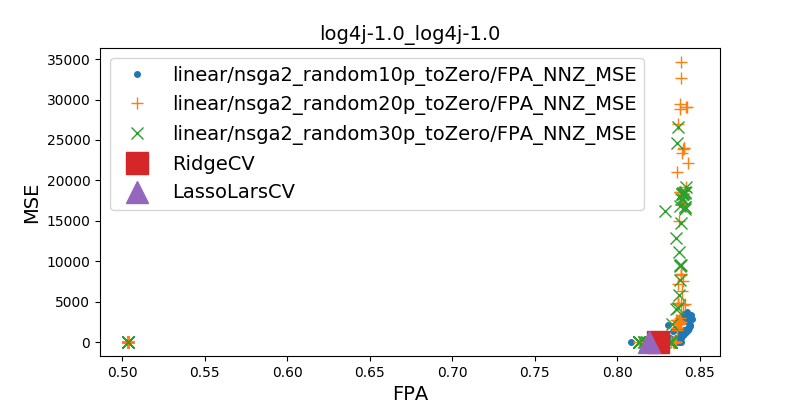 log4j-1.0_log4j-1.0
MSE
35000
30000
25000
20000
15000
10000
5000
0
linear/nsga2_random10p_toZero/FPA_NNZ_MSE
linear/nsga2_random20p_toZero/FPA_NNZ_MSE
linear/nsga2_random30p_toZero/FPA_NNZ_MSE
RidgeCV
LassoLarsCV
0.50 0.55 0.60 0.65 0.70 0.75 0.80 0.85
FPA